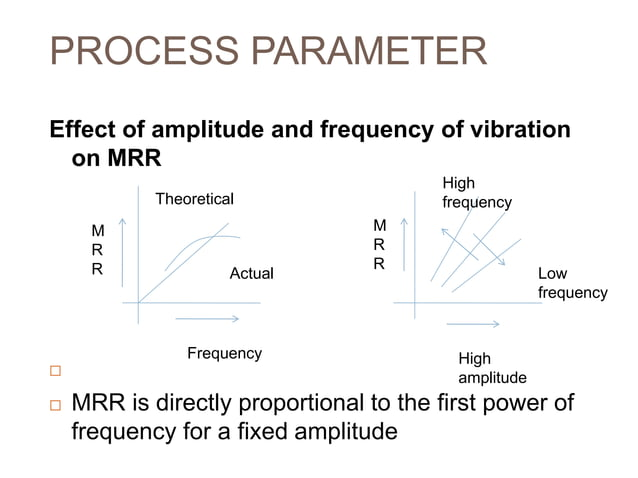 PROCESS PARAMETER
Effect of amplitude and frequency of vibration
on MRR
Theoretical
M
R
R
Actual
Frequency
High
frequency
M
R
R
Low
frequency
High
amplitude
MRR is directly proportional to the first power of
frequency for a fixed amplitude